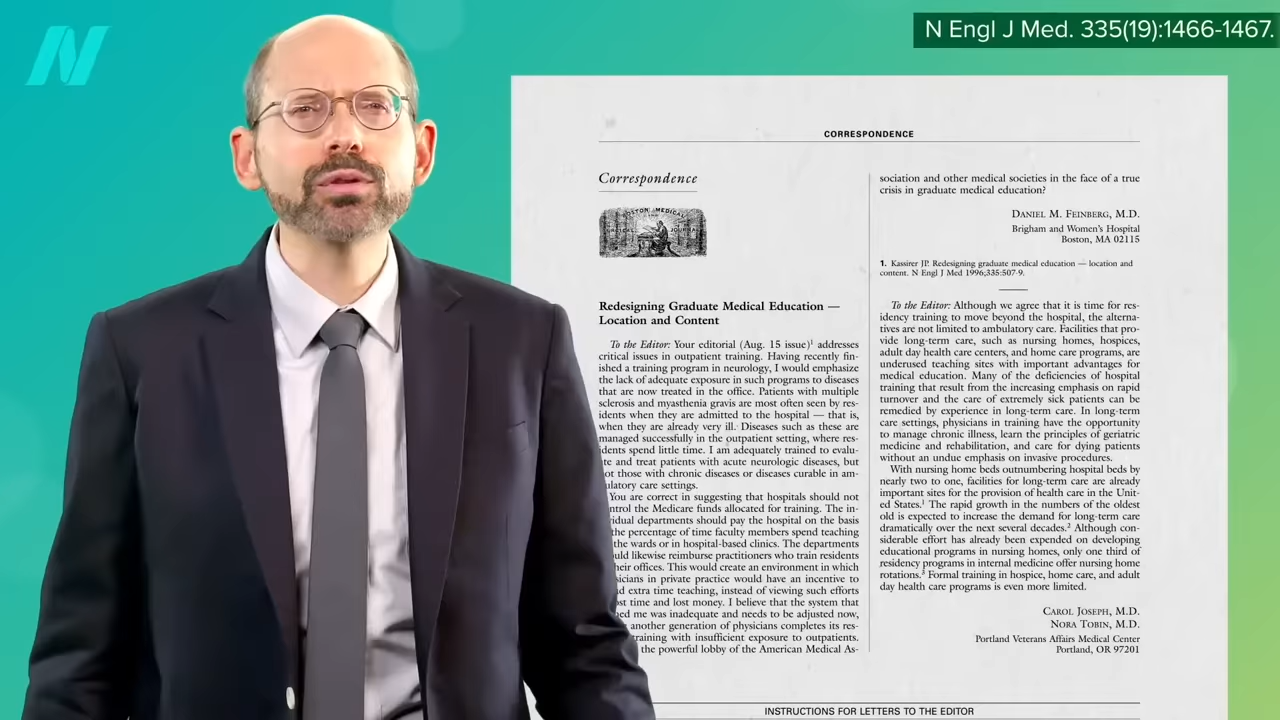 N Engl J Med. 335(19):1466-1467.
N
CORRESPONDENCE
Correspondence
BOSTON MEDICAL
JOURNAL
Redesigning Graduate Medical Education —
Location and Content
To the Editor: Your editorial (Aug. 15 issue)¹ addresses
critical issues in outpatient training. Having recently fin-
ished a training program in neurology, I would emphasize
the lack of adequate exposure in such programs to diseases
that are now treated in the office. Patients with multiple
sclerosis and myasthenia gravis are most often seen by res-
idents when they are admitted to the hospital — that is,
when they are already very ill. Diseases such as these are
managed successfully in the outpatient setting, where res-
idents spend little time. I am adequately trained to evalu-
te and treat patients with acute neurologic diseases, but
ot those with chronic diseases or diseases curable in am-
ulatory care settings.
You are correct in suggesting that hospitals should not
ntrol the Medicare funds allocated for training. The in-
vidual departments should pay the hospital on the basis
the percentage of time faculty members spend teaching
the wards or in hospital-based clinics. The departments
uld likewise reimburse practitioners who train residents
heir offices. This would create an environment in which
sicians in private practice would have an incentive to
id extra time teaching, instead of viewing such efforts
ost time and lost money. I believe that the system that
ned me was inadequate and needs to be adjusted now,
another generation of physicians completes its res-
training with insufficient exposure to outpatients.
the powerful lobby of the American Medical As-
sociation and other medical societies in the face of a true
crisis in graduate medical education?
DANIEL M. FEINBERG, M.D.
Brigham and Women's Hospital
Boston, MA 02115
1. Kassirer JP. Redesigning graduate medical education — location and
content. N Engl J Med 1996;335:507-9.
To the Editor: Although we agree that it is time for res-
idency training to move beyond the hospital, the alterna-
tives are not limited to ambulatory care. Facilities that pro-
vide long-term care, such as nursing homes, hospices,
adult day health care centers, and home care programs, are
underused teaching sites with important advantages for
medical education. Many of the deficiencies of hospital
training that result from the increasing emphasis on rapid
turnover and the care of extremely sick patients can be
remedied by experience in long-term care. In long-term
care settings, physicians in training have the opportunity
to manage chronic illness, learn the principles of geriatric
medicine and rehabilitation, and care for dying patients
without an undue emphasis on invasive procedures.
With nursing home beds outnumbering hospital beds by
nearly two to one, facilities for long-term care are already
important sites for the provision of health care in the Unit-
ed States.¹ The rapid growth in the numbers of the oldest
old is expected to increase the demand for long-term care
dramatically over the next several decades.² Although con-
siderable effort has already been expended on developing
educational programs in nursing homes, only one third of
residency programs in internal medicine offer nursing home
rotations.³ Formal training in hospice, home care, and adult
day health care programs is even more limited.
CAROL JOSEPH, M.D.
NORA TOBIN, M.D.
Portland Veterans Affairs Medical Center
Portland, OR 97201
INSTRUCTIONS FOR LETTERS TO THE EDITOR